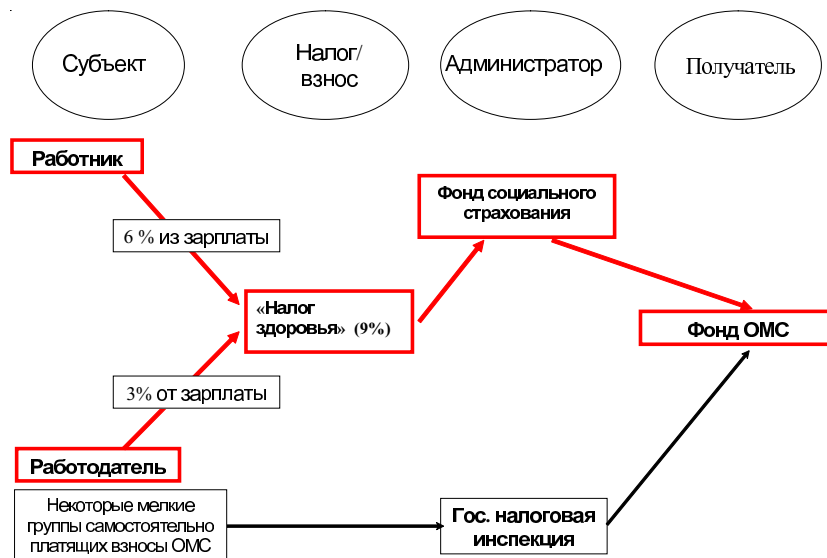 Субъект
Налог/
взнос
Администратор
Получатель
Работник
Фонд социального
страхования
6 % из зарплаты
«Налог
здоровья» (9%)
Фонд ОМС
3% от зарплаты
Работодатель
Некоторые мелкие
группы самостоятельно
платящих взносы ОМС
Гос. налоговая
инспекция